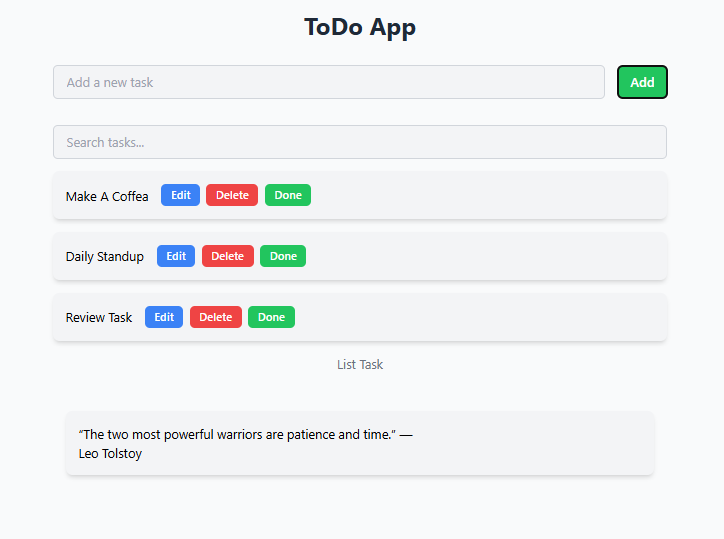 ToDo App
Add a new task
Add
Search tasks...
Make A Coffea Edit Delete Done
Daily Standup Edit Delete Done
Review Task Edit Delete Done
List Task
“The two most powerful warriors are patience and time.” —
Leo Tolstoy